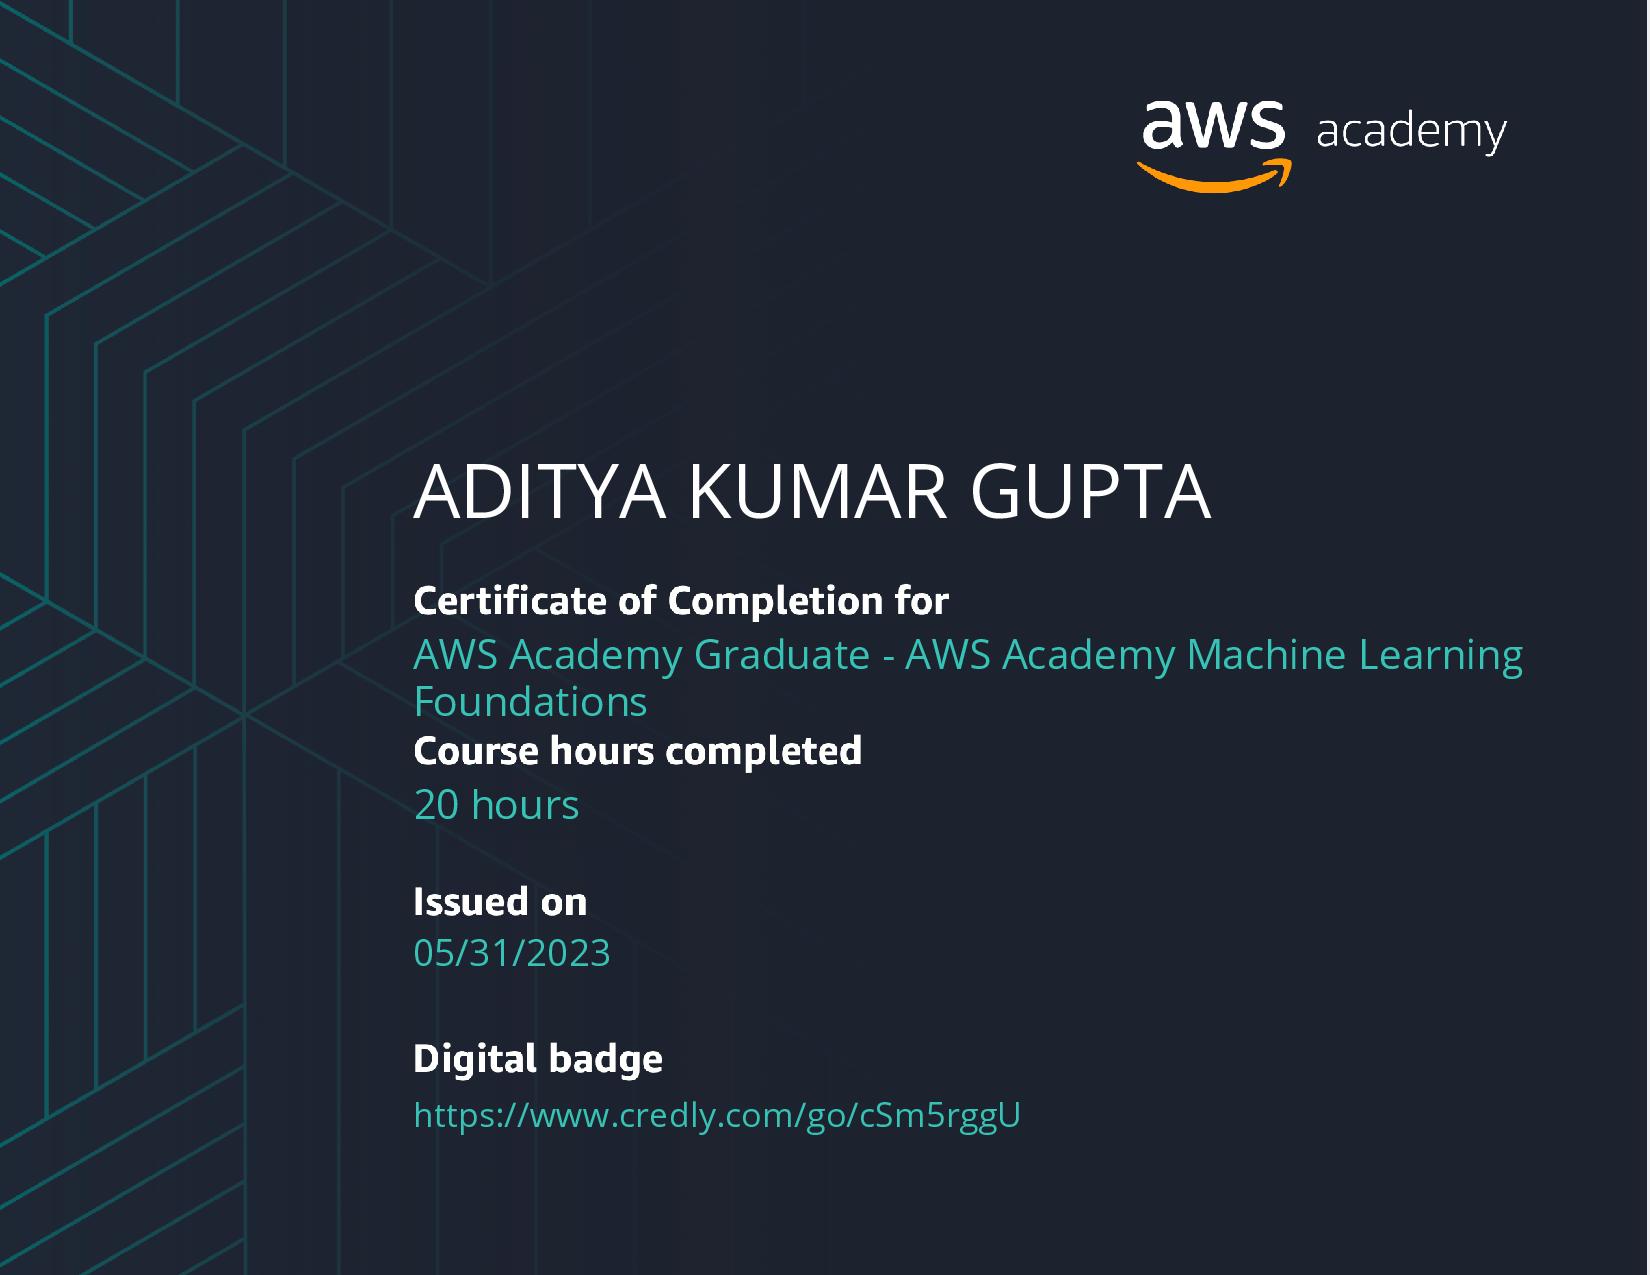 aws academy
ADITYA KUMAR GUPTA
Certificate of Completion for
AWS Academy Graduate - AWS Academy Machine Learning
Foundations
Course hours completed
20 hours
Issued on
05/31/2023
Digital badge
https://www.credly.com/go/cSm5rggU